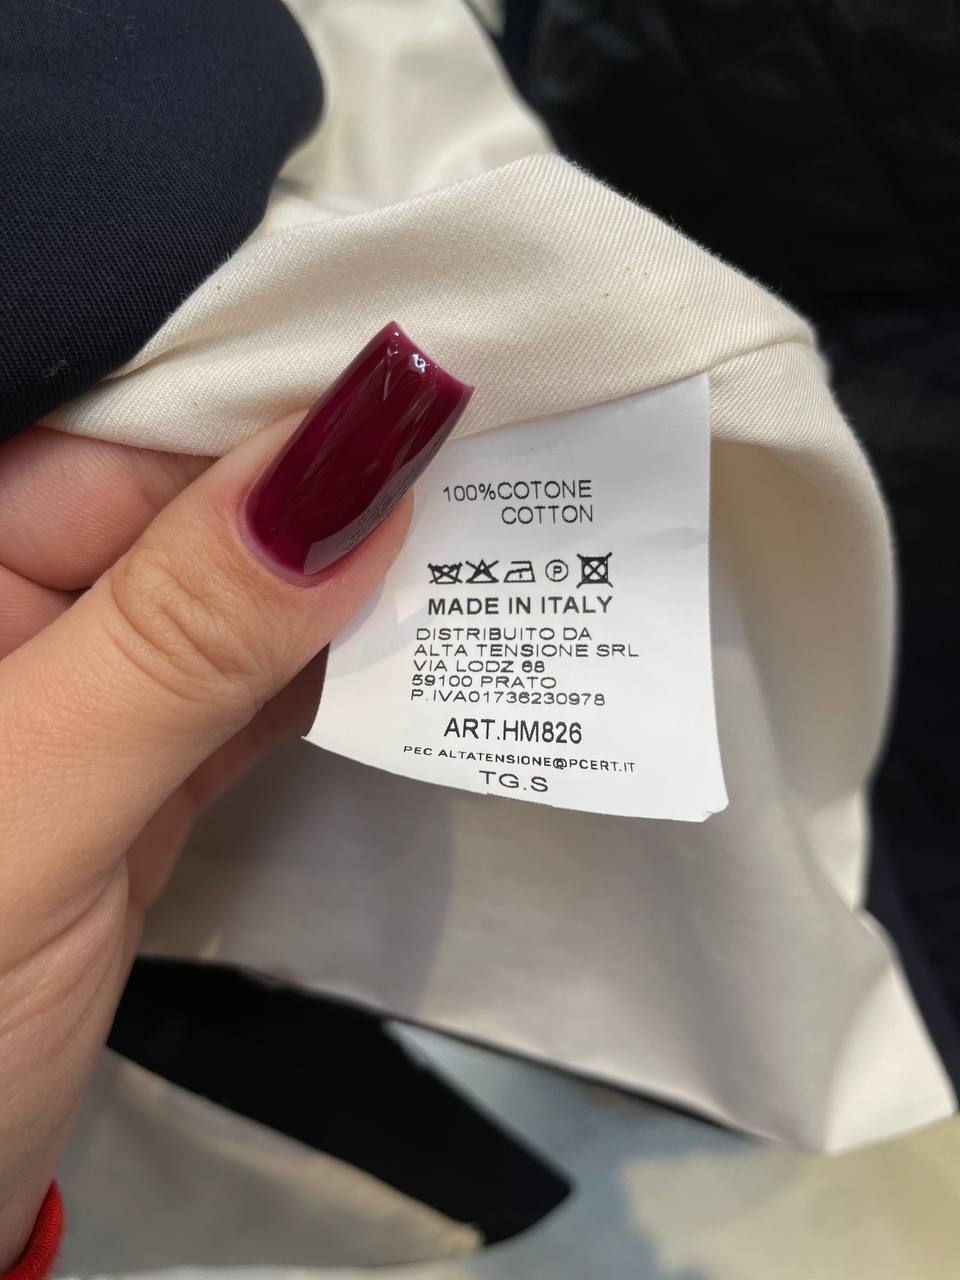 100%COTONE
COTTON
P
MADE IN ITALY
DISTRIBUITO DA
ALTA TENSIONE SRL
VIA LODZ 68
59100 PRATO
P.IVA01736230978
ART.HM826
PEC ALTATENSIONE@PCERT.IT
TG.S